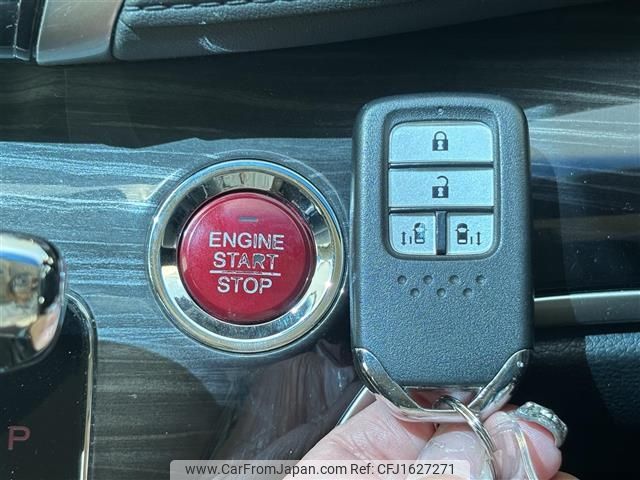 ENGINE
START
STOP
P
www.CarFromJapan.com Ref:CFJ1627271